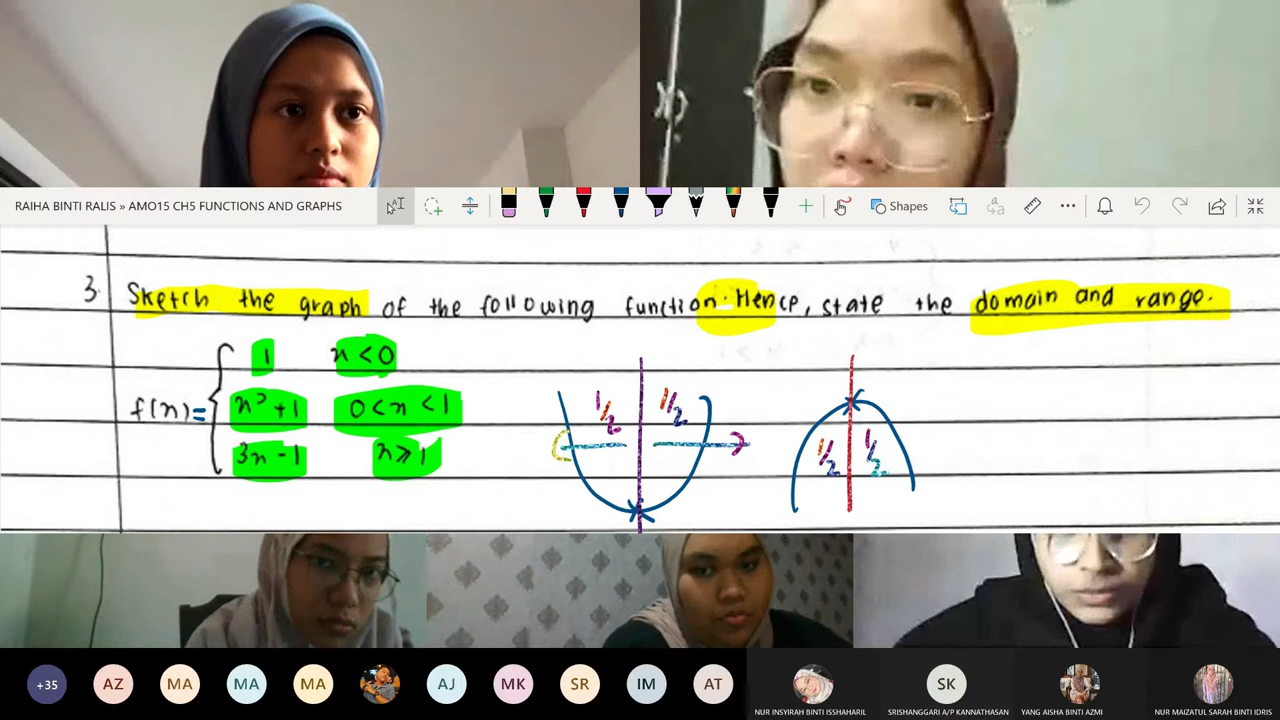 RAIHA BINTI RALIS » AMO15 CH5 FUNCTIONS AND GRAPHS
Shapes
3. Sketch the graph of the following function. Hence, state the domain and range.
f(x) = { 1 x < 0
x² + 1 0 < x < 1
3x - 1 x ⩾ 1
1/2 1/2
1/2 1/2
+35 AZ MA MA MA AJ MK SR IM AT SK
NUR INSYIRAH BINTI ISSHAHARIL SRISHANGGARI A/P KANNATHASAN YANG AISHA BINTI AZMI NUR MAIZATUL SARAH BINTI IDRIS